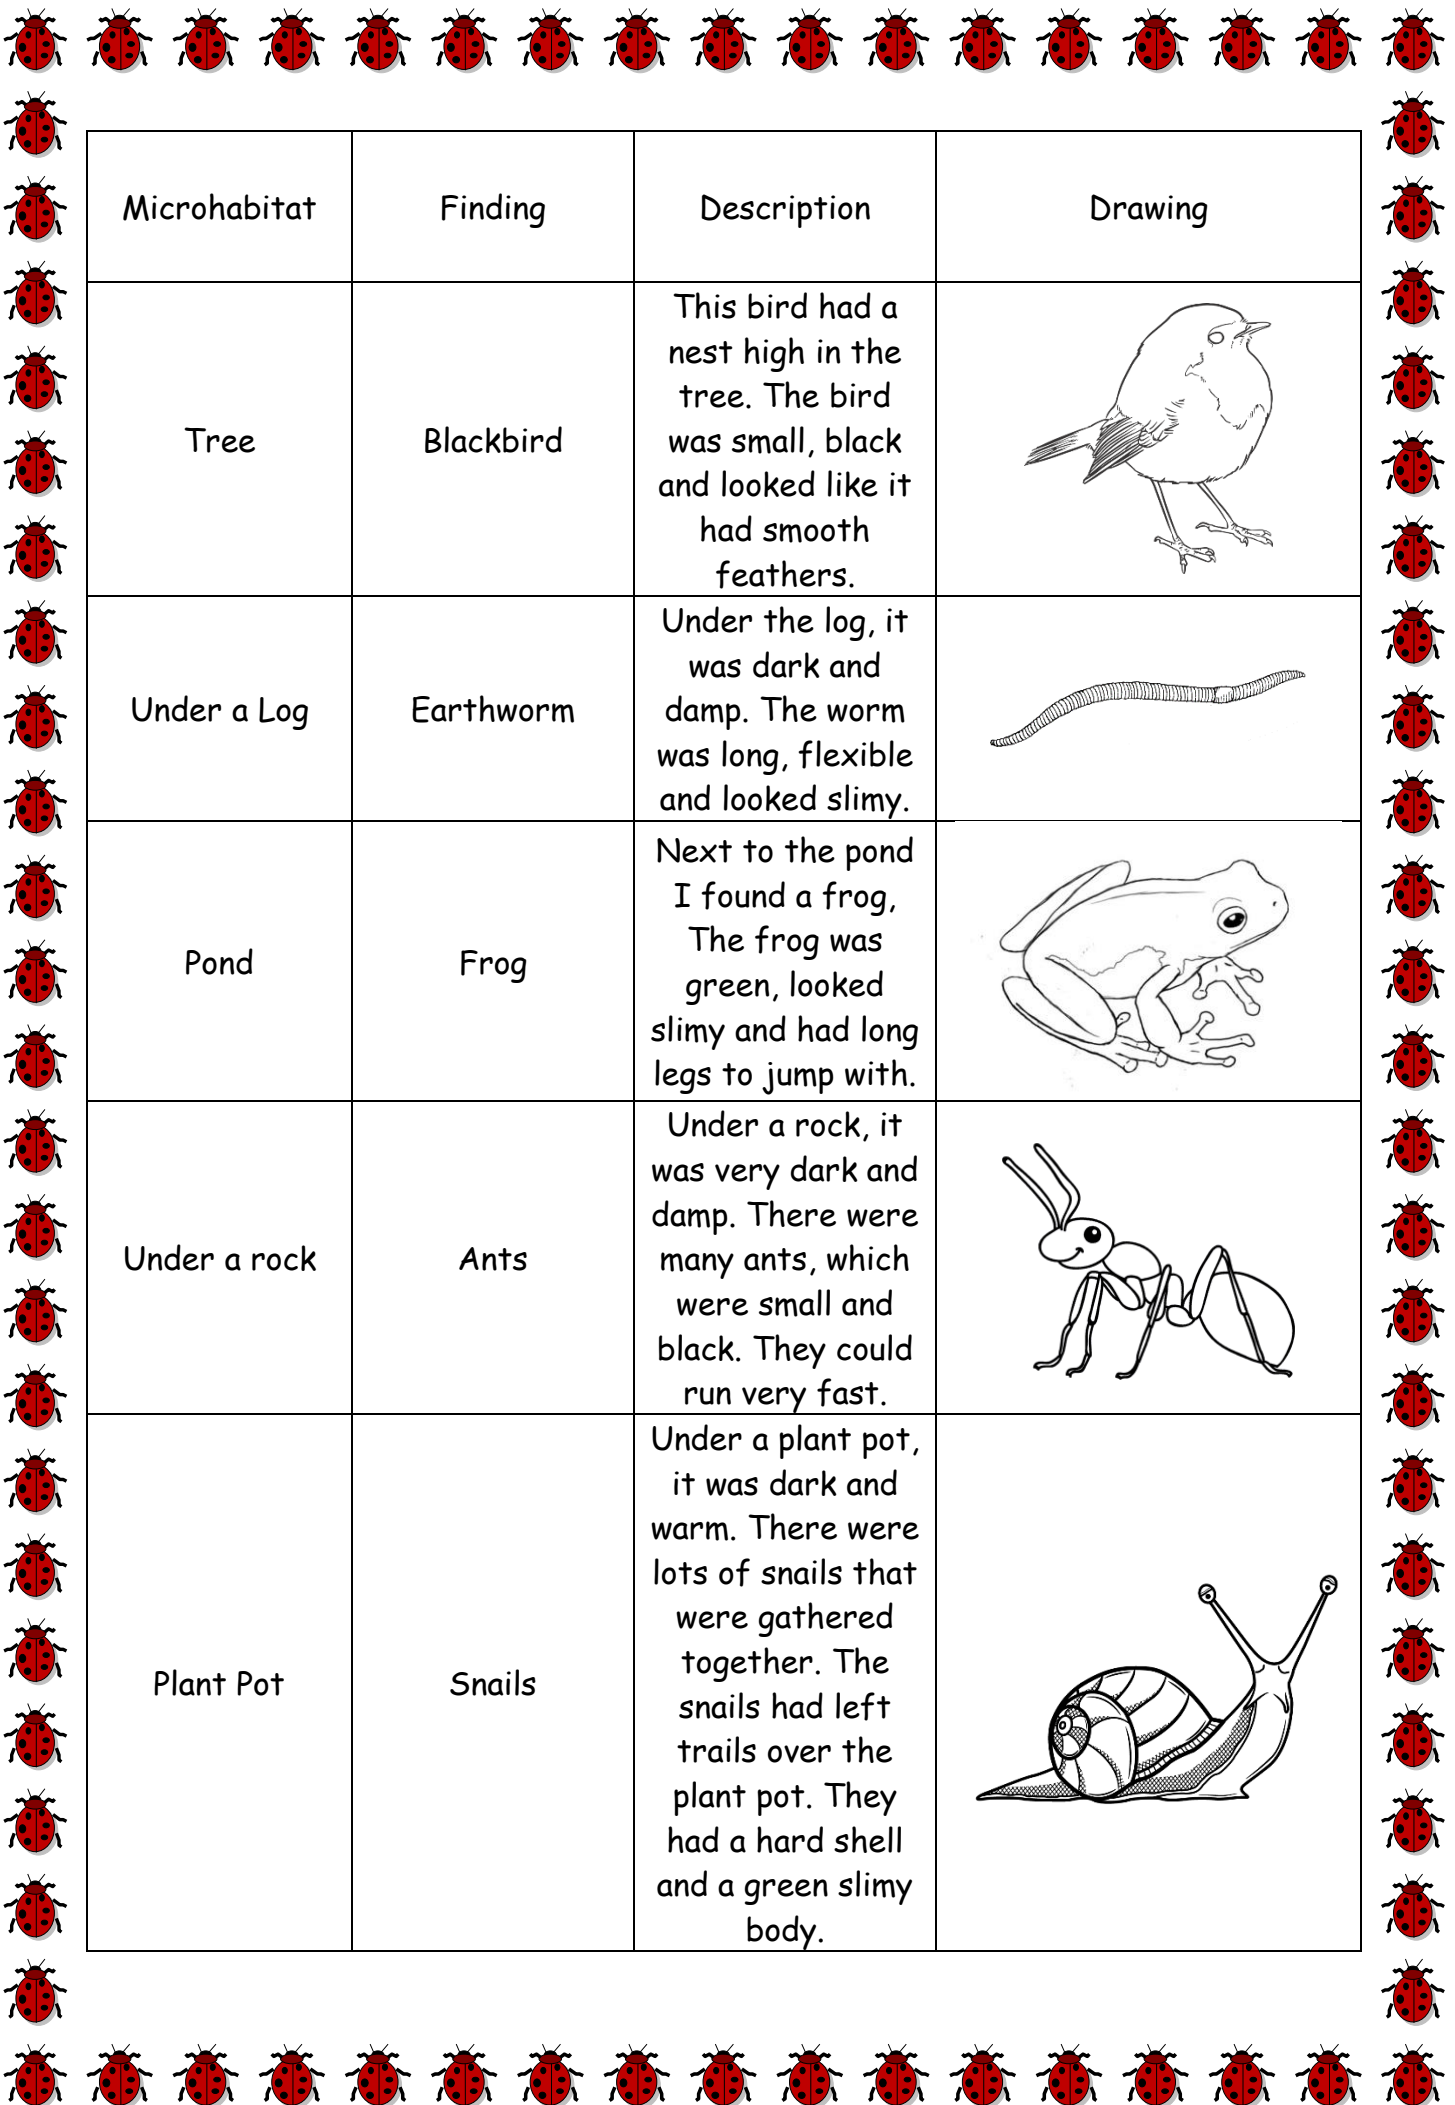 Microhabitat
Finding
Description
Drawing
Tree
Blackbird
This bird had a
nest high in the
tree. The bird
was small, black
and looked like it
had smooth
feathers.
Under a Log
Earthworm
Under the log, it
was dark and
damp. The worm
was long, flexible
and looked slimy.
Pond
Frog
Next to the pond
I found a frog,
The frog was
green, looked
slimy and had long
legs to jump with.
Under a rock
Ants
Under a rock, it
was very dark and
damp. There were
many ants, which
were small and
black. They could
run very fast.
Plant Pot
Snails
Under a plant pot,
it was dark and
warm. There were
lots of snails that
were gathered
together. The
snails had left
trails over the
plant pot. They
had a hard shell
and a green slimy
body.